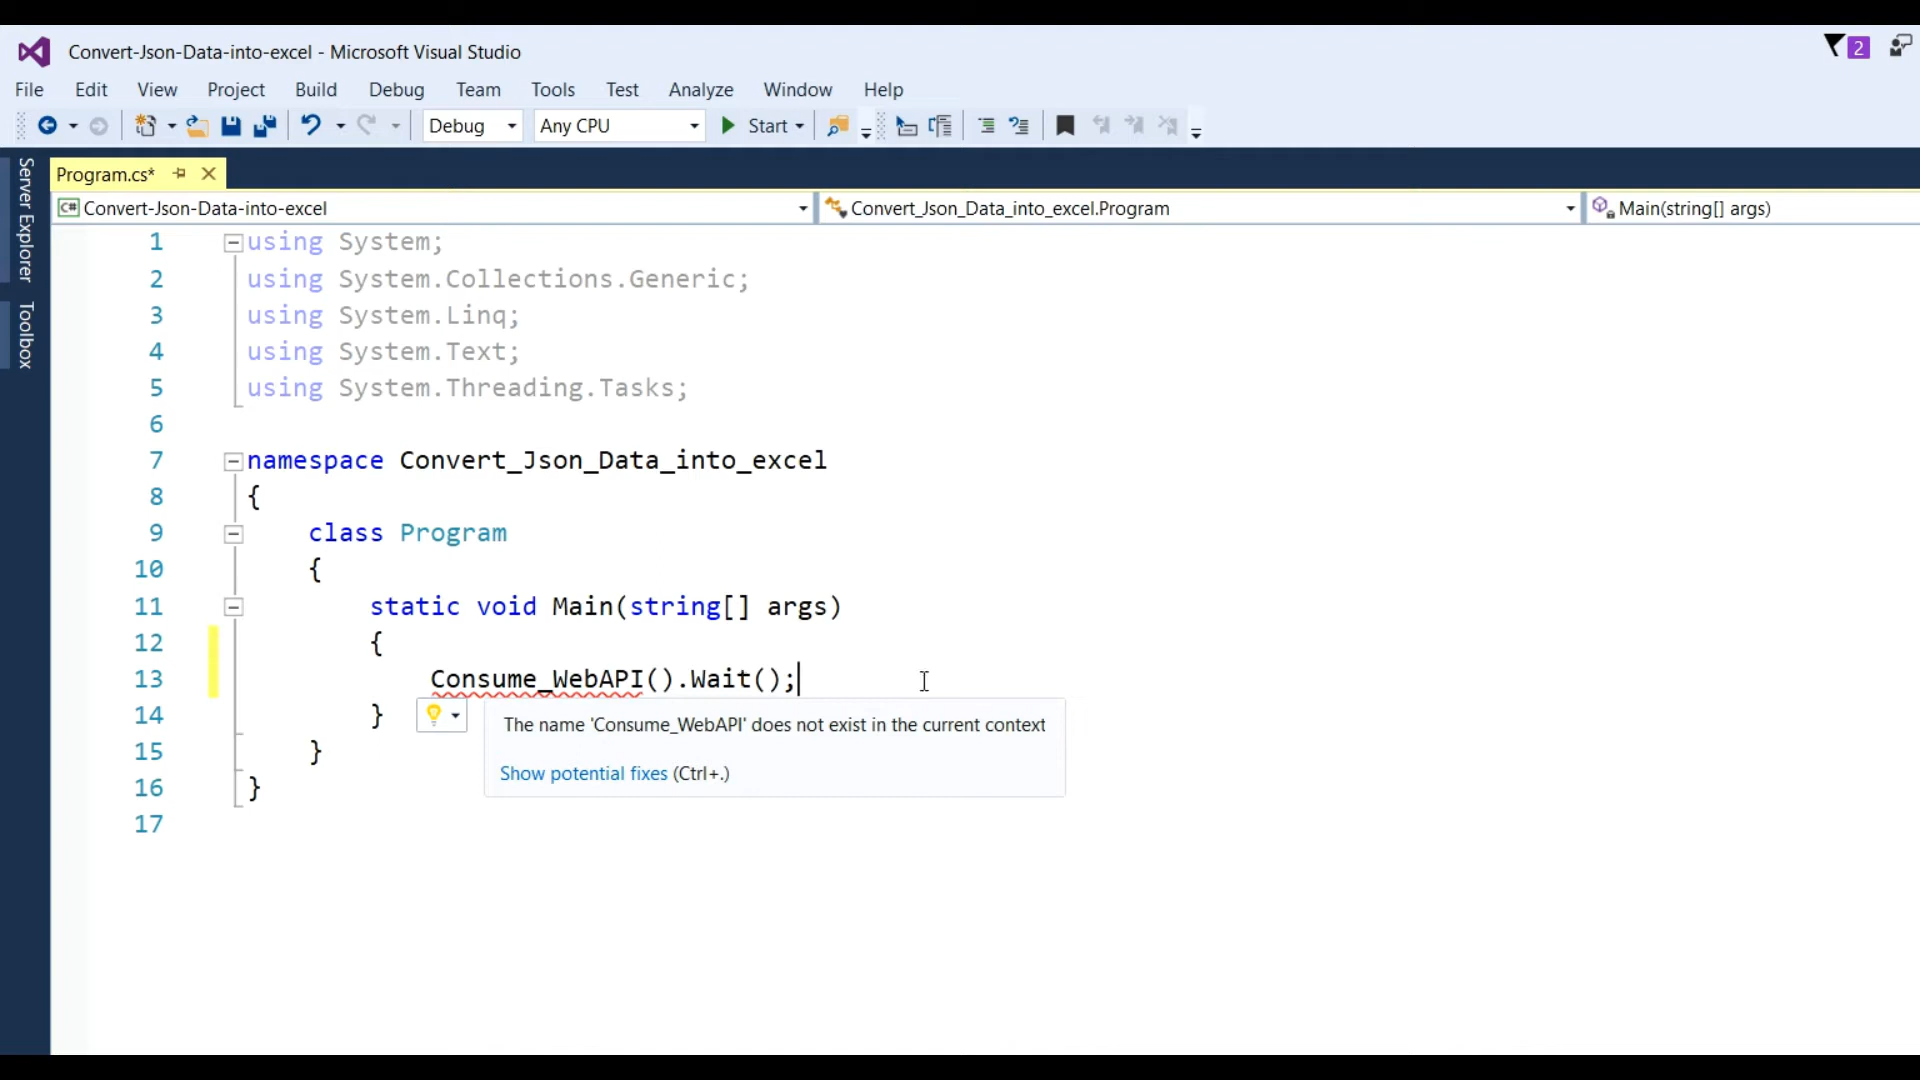 Convert-Json-Data-into-excel - Microsoft Visual Studio
2
File Edit View Project Build Debug Team Tools Test Analyze Window Help
Debug Any CPU Start
Server Explorer
Toolbox
Program.cs*
C# Convert-Json-Data-into-excel Convert_Json_Data_into_excel.Program Main(string[] args)
1 using System;
2 using System.Collections.Generic;
3 using System.Linq;
4 using System.Text;
5 using System.Threading.Tasks;
6
7 namespace Convert_Json_Data_into_excel
8 {
9 class Program
10 {
11 static void Main(string[] args)
12 {
13 Consume_WebAPI().Wait();
14 }
The name 'Consume_WebAPI' does not exist in the current context
15 }
Show potential fixes (Ctrl+.)
16 }
17